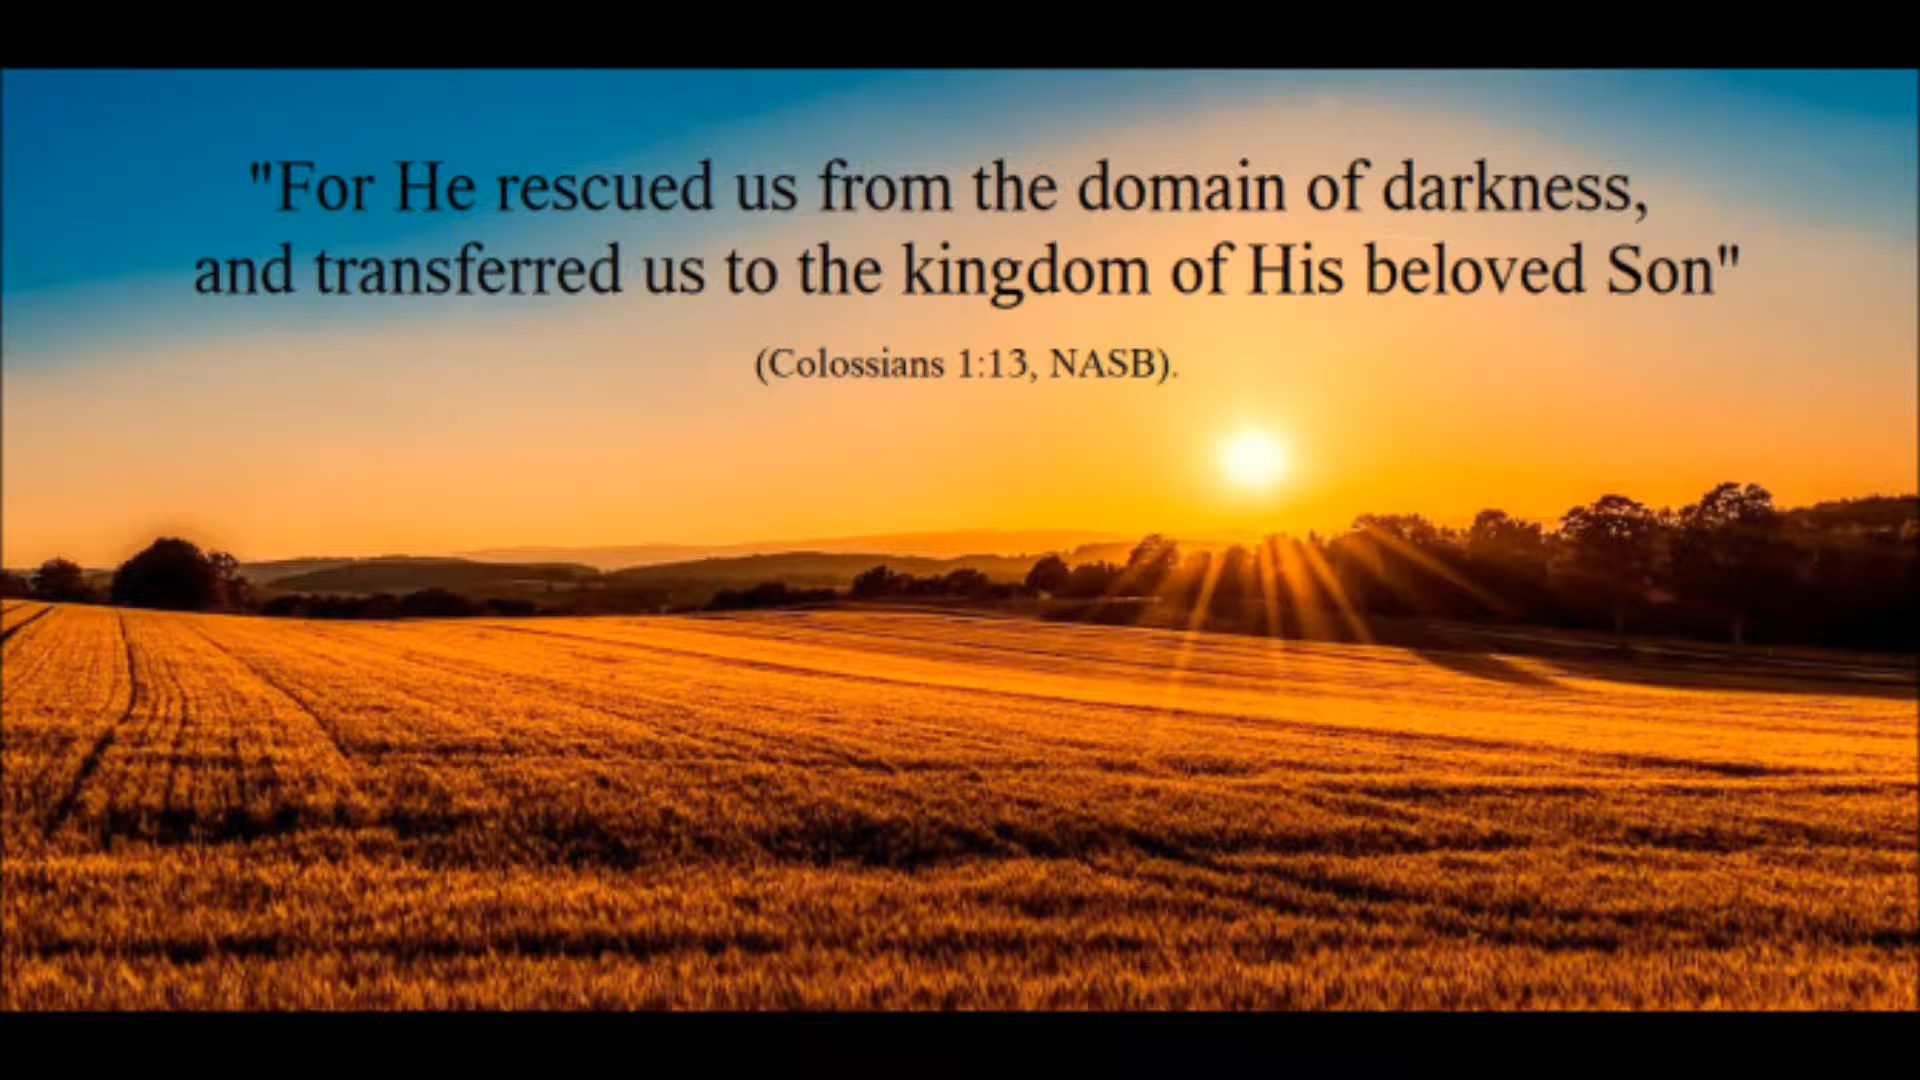 "For He rescued us from the domain of darkness,
and transferred us to the kingdom of His beloved Son"
(Colossians 1:13, NASB).